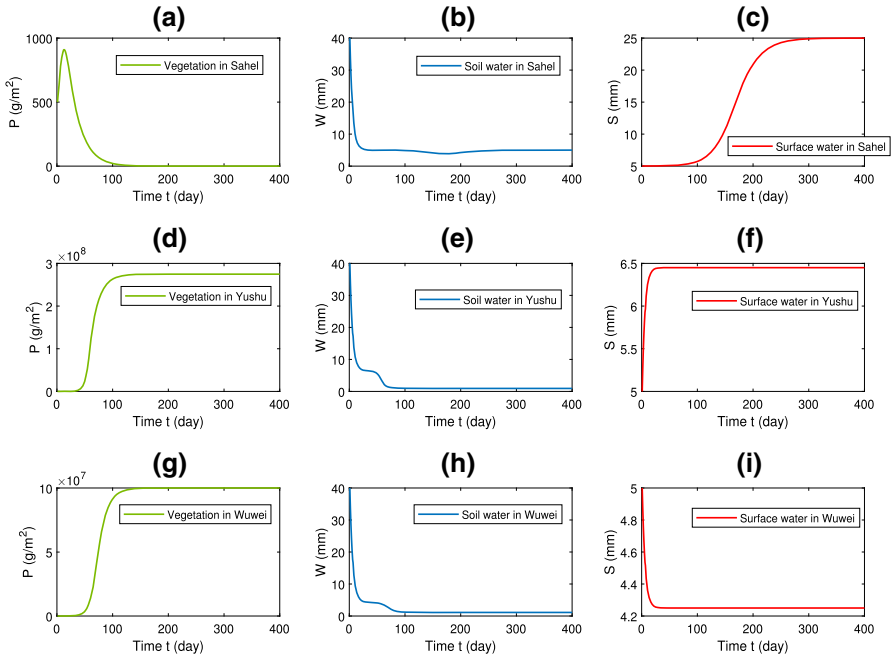 (a)
1000
500
0
P (g/m²)
Vegetation in Sahel
0 100 200 300 400
Time t (day)
(b)
40
30
20
10
0
W (mm)
Soil water in Sahel
0 100 200 300 400
Time t (day)
(c)
25
20
15
10
5
S (mm)
Surface water in Sahel
0 100 200 300 400
Time t (day)
(d)
×10⁸
3
2
1
0
P (g/m²)
Vegetation in Yushu
0 100 200 300 400
Time t (day)
(e)
40
30
20
10
0
W (mm)
Soil water in Yushu
0 100 200 300 400
Time t (day)
(f)
6.5
6
5.5
5
S (mm)
Surface water in Yushu
0 100 200 300 400
Time t (day)
(g)
×10⁷
10
5
0
P (g/m²)
Vegetation in Wuwei
0 100 200 300 400
Time t (day)
(h)
40
30
20
10
0
W (mm)
Soil water in Wuwei
0 100 200 300 400
Time t (day)
(i)
5
4.8
4.6
4.4
4.2
S (mm)
Surface water in Wuwei
0 100 200 300 400
Time t (day)